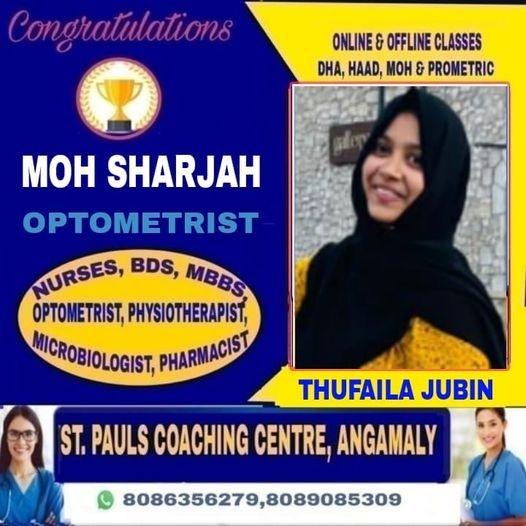 Congratulations
ONLINE & OFFLINE CLASSES
DHA, HAAD, MOH & PROMETRIC
MOH SHARJAH
OPTOMETRIST
NURSES, BDS, MBBS,
OPTOMETRIST, PHYSIOTHERAPIST,
MICROBIOLOGIST, PHARMACIST
THUFAILA JUBIN
ST. PAULS COACHING CENTRE, ANGAMALY
8086356279,8089085309